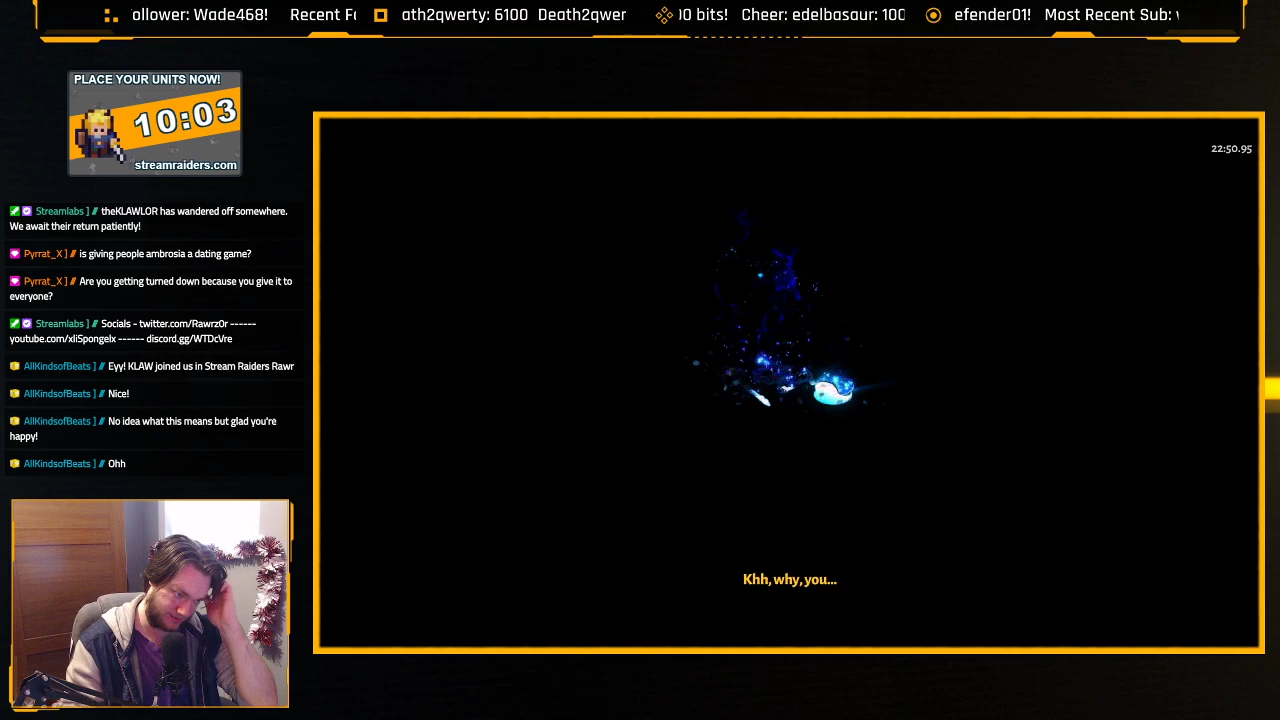 ollower: Wade468! Recent Fo ath2qwerty: 6100 Death2qwer 00 bits! Cheer: edelbasaur: 100 efender01! Most Recent Sub:
PLACE YOUR UNITS NOW!
10:03
streamraiders.com
22:50.95
Streamlabs ] // theKLAWLOR has wandered off somewhere.
We await their return patiently!
Pyrrat_X ] // is giving people ambrosia a dating game?
Pyrrat_X ] // Are you getting turned down because you give it to
everyone?
Streamlabs ] // Socials - twitter.com/Rawrz0r ------
youtube.com/xliSpongeIx ------ discord.gg/WTDcVre
AllKindsofBeats ] // Eyy! KLAW joined us in Stream Raiders Rawr
AllKindsofBeats ] // Nice!
AllKindsofBeats ] // No idea what this means but glad you're
happy!
AllKindsofBeats ] // Ohh
Khh, why, you...